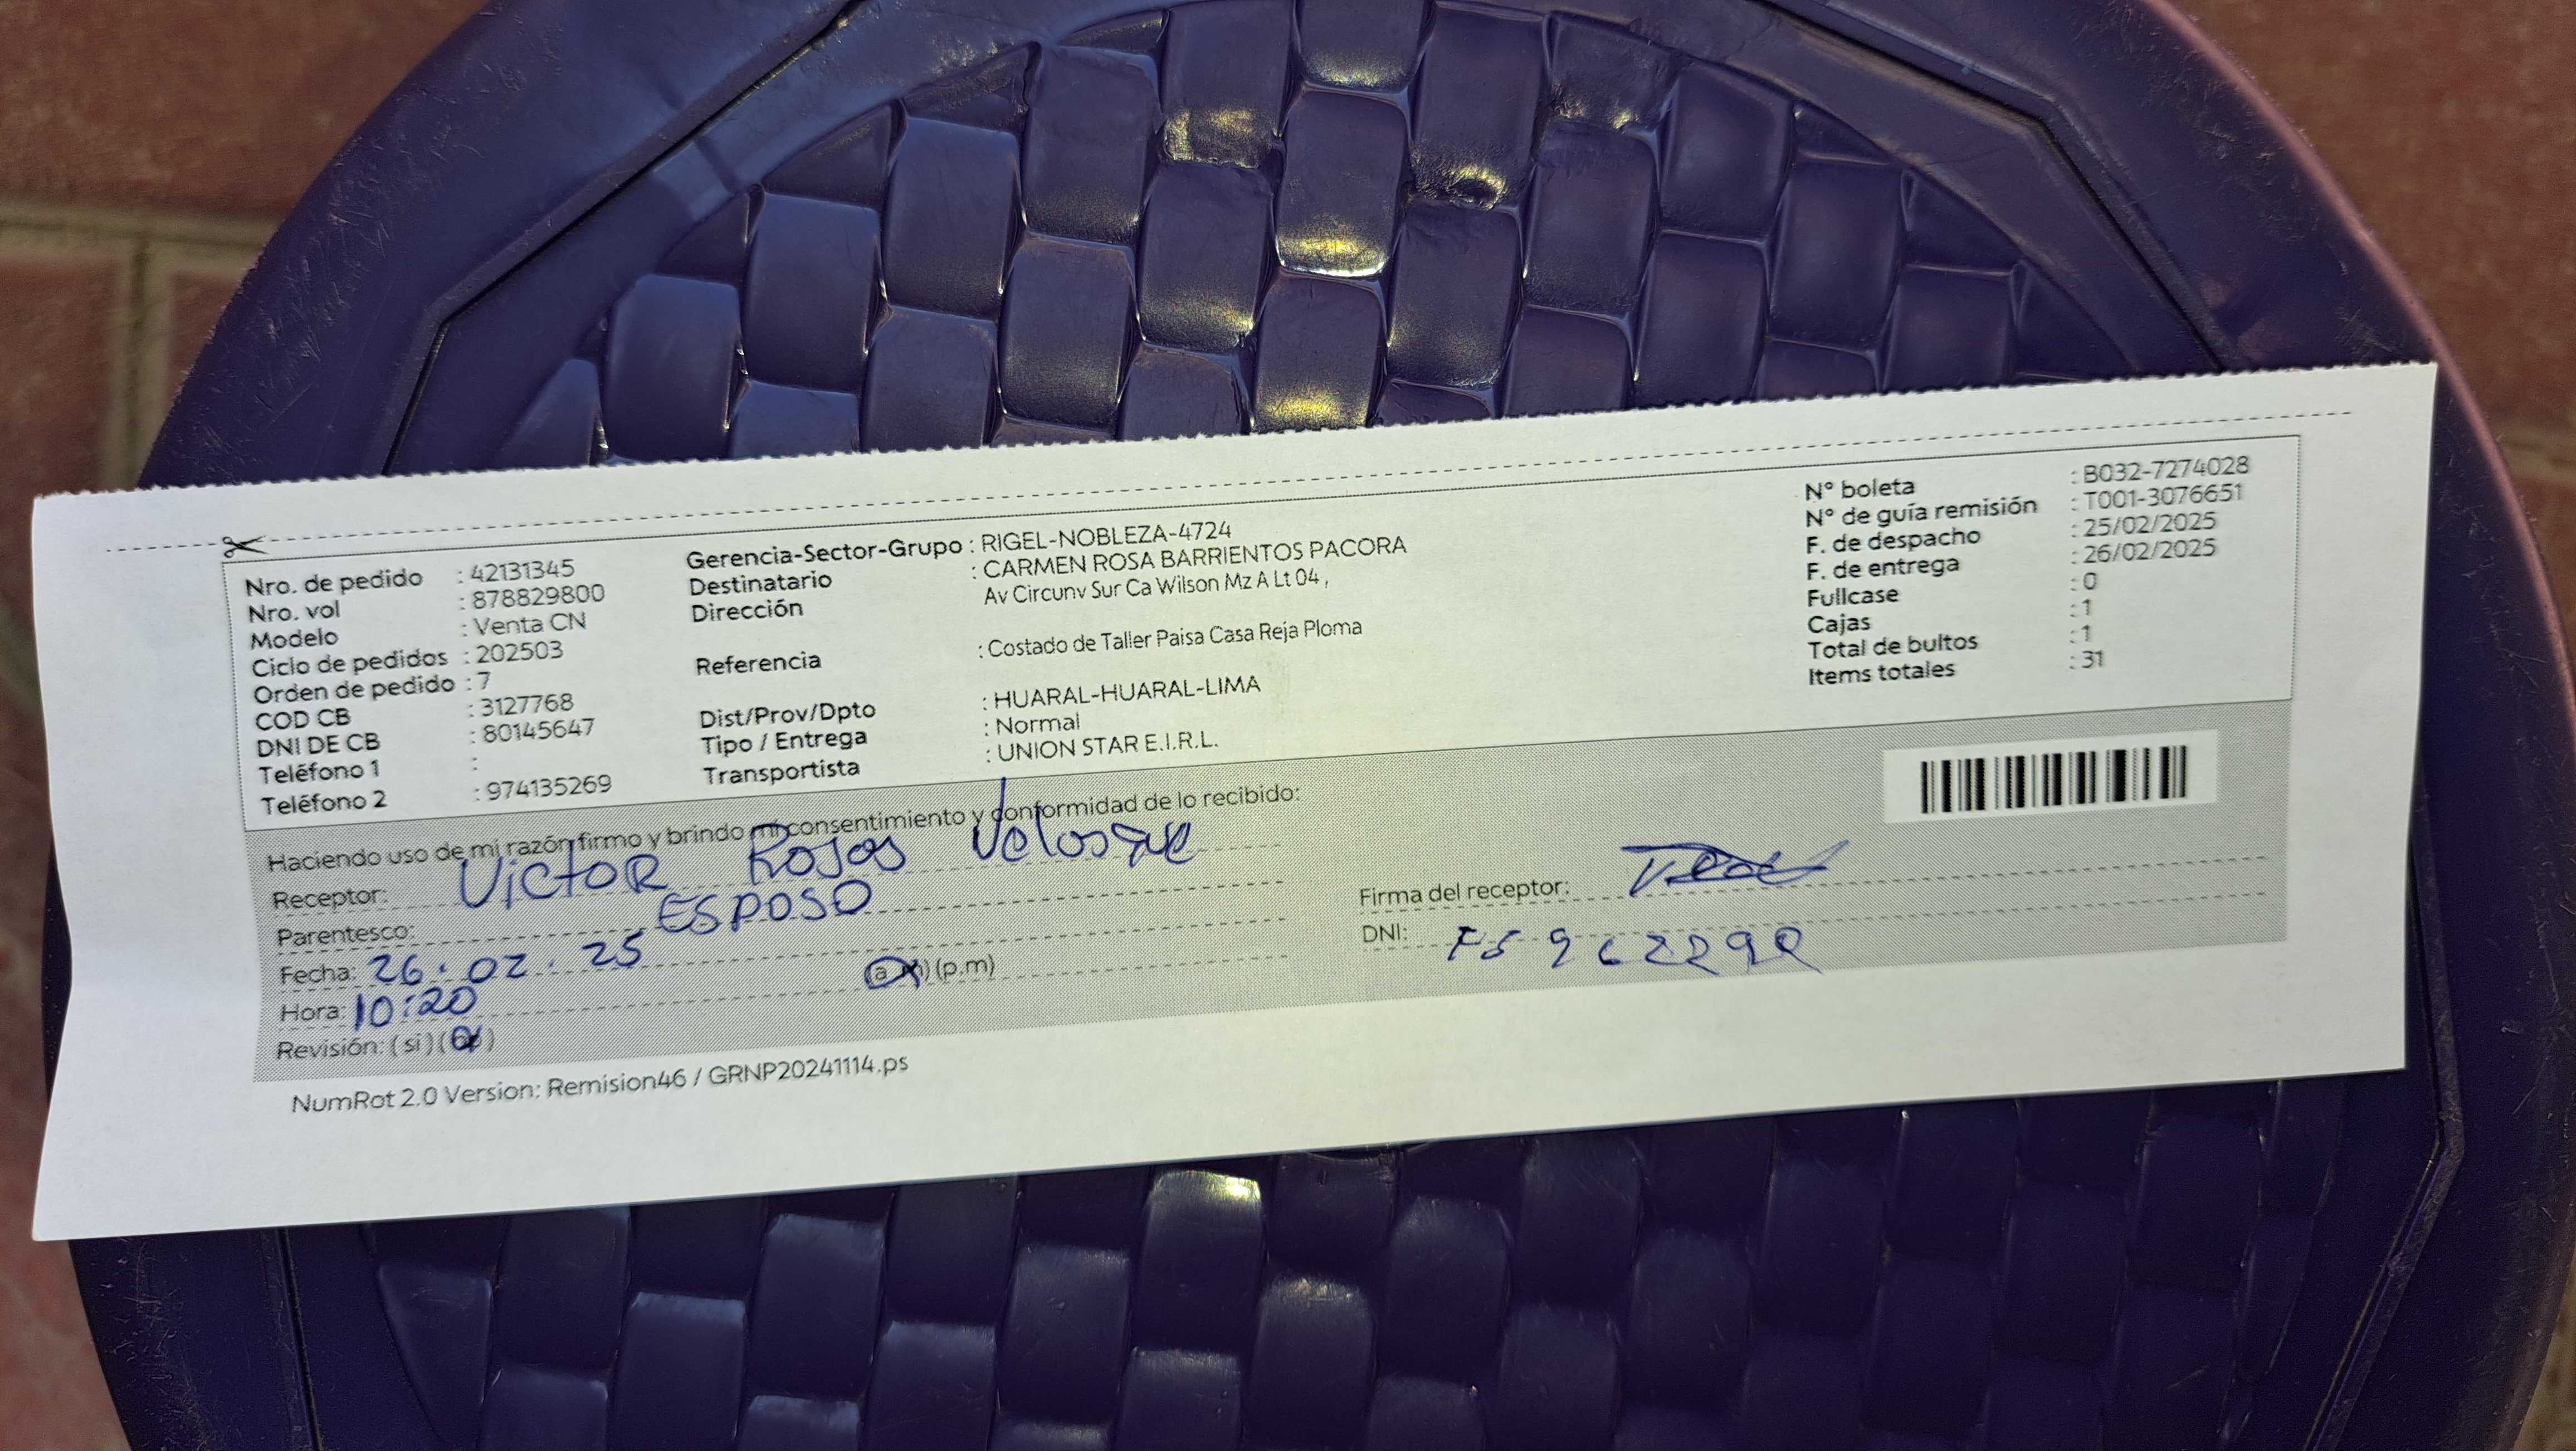 Nro. de pedido : 42131345
Nro. vol : 878829800
Modelo : Venta CN
Ciclo de pedidos : 202503
Orden de pedido : 7
COD CB : 3127768
DNI DE CB : 80145647
Teléfono 1 :
Teléfono 2 : 974135269
Gerencia-Sector-Grupo : RIGEL-NOBLEZA-4724
Destinatario : CARMEN ROSA BARRIENTOS PACORA
Dirección Av Circunv Sur Ca Wilson Mz A Lt 04 ,
Referencia : Costado de Taller Paisa Casa Reja Ploma
Dist/Prov/Dpto : HUARAL-HUARAL-LIMA
Tipo / Entrega : Normal
Transportista : UNION STAR E.I.R.L.
N° boleta : B032-7274028
N° de guía remisión : T001-3076651
F. de despacho : 25/02/2025
F. de entrega : 26/02/2025
Fullcase : 0
Cajas : 1
Total de bultos : 1
Items totales : 31
Haciendo uso de mi razón firmo y brindo mi consentimiento y conformidad de lo recibido:
Receptor: Victor Rojas
Parentesco: ESPOSO
Fecha: 26.02.25
Hora: 10:20 (a.m) (p.m)
Revisión: (si) (no)
Firma del receptor:
DNI:
NumRot 2.0 Version: Remision46 / GRNP20241114.ps